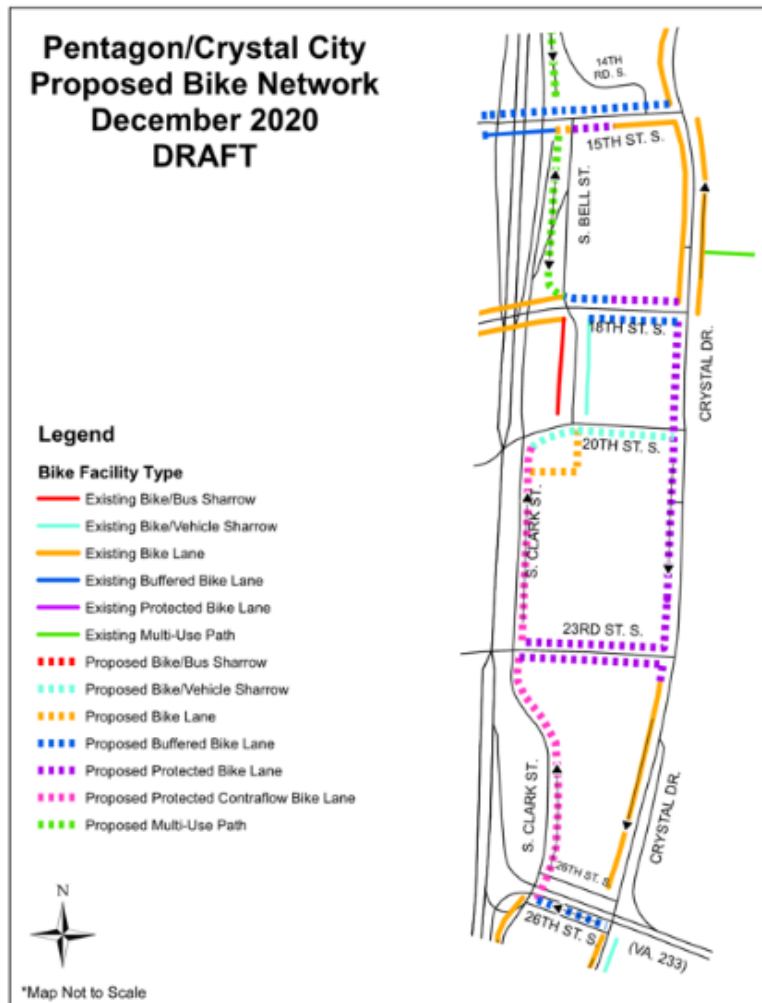 Pentagon/Crystal City
Proposed Bike Network
December 2020
DRAFT
14TH
RD. S.
15TH ST. S.
S. BELL ST.
18TH ST. S.
CRYSTAL DR.
20TH ST. S.
S. CLARK ST.
23RD ST. S.
S. CLARK ST.
CRYSTAL DR.
26TH ST. S.
26TH ST. S.
(VA. 233)
Legend
Bike Facility Type
Existing Bike/Bus Sharrow
Existing Bike/Vehicle Sharrow
Existing Bike Lane
Existing Buffered Bike Lane
Existing Protected Bike Lane
Existing Multi-Use Path
Proposed Bike/Bus Sharrow
Proposed Bike/Vehicle Sharrow
Proposed Bike Lane
Proposed Buffered Bike Lane
Proposed Protected Bike Lane
Proposed Protected Contraflow Bike Lane
Proposed Multi-Use Path
N
*Map Not to Scale